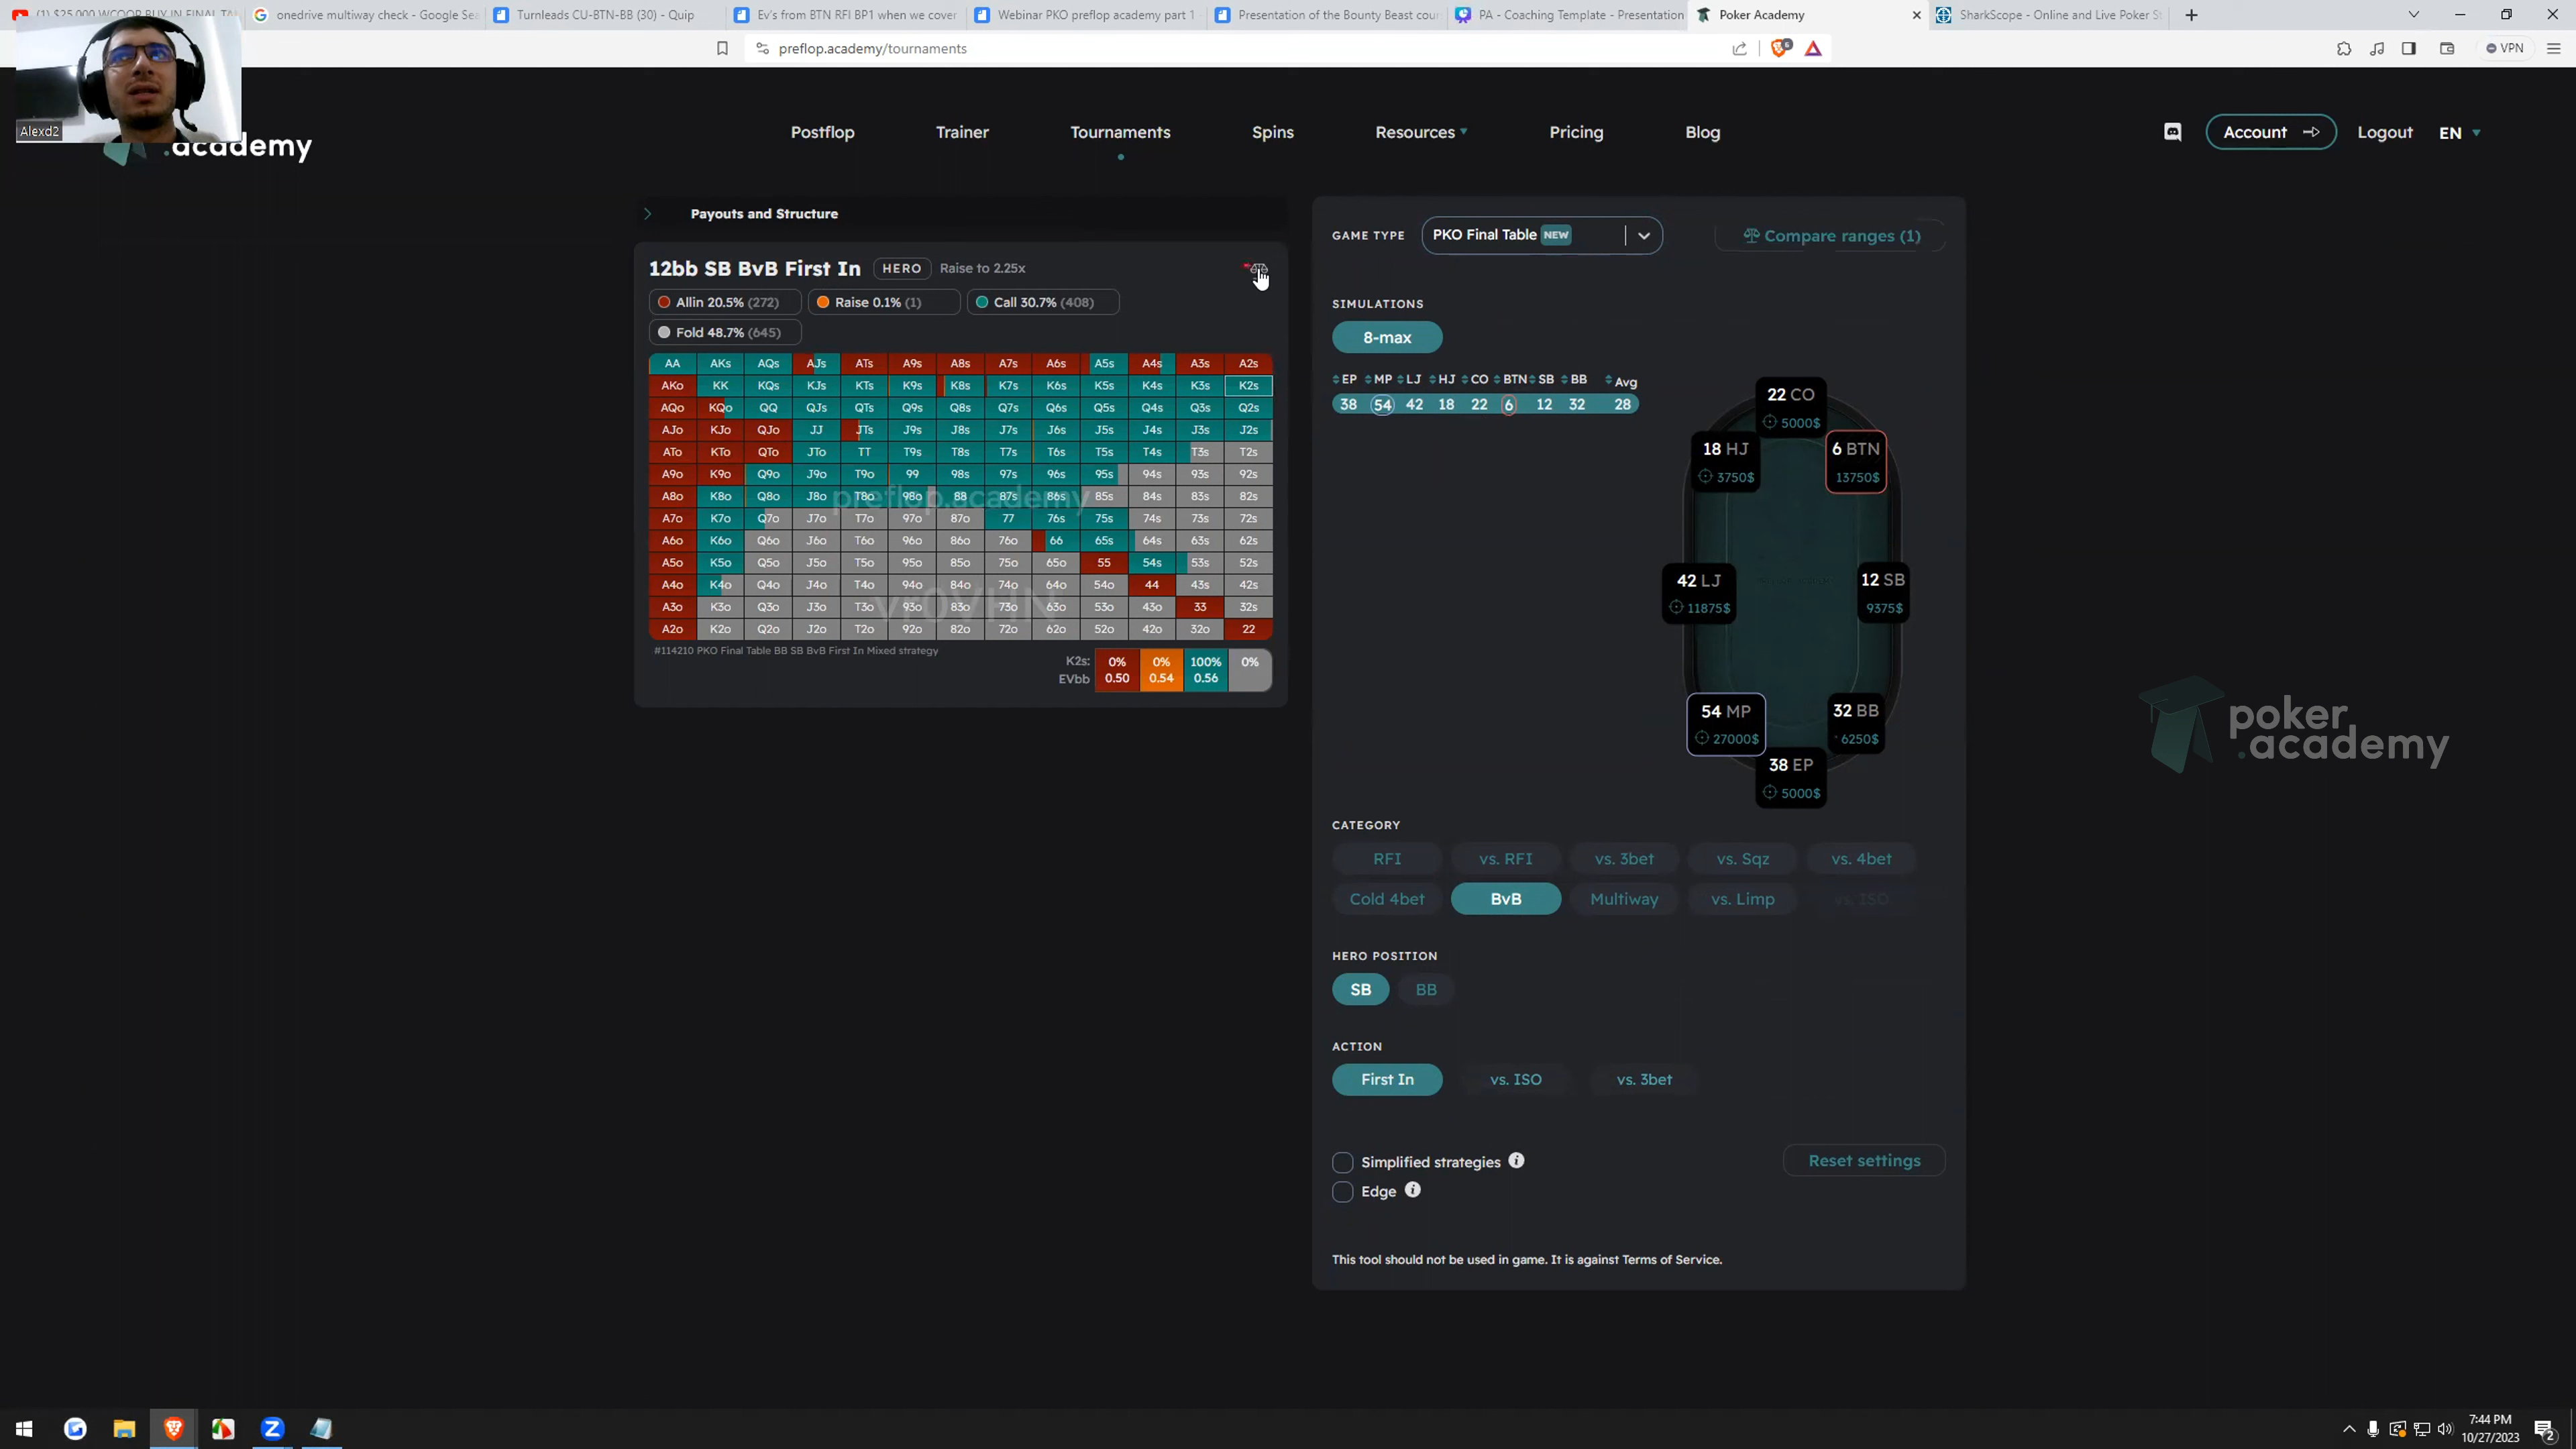 (1) $25,000 WCOOP BUY IN FINAL TA
onedrive multiway check - Google Sea
Turnleads CU-BTN-BB (30) - Quip
Ev's from BTN RFI BP1 when we cover
Webinar PKO preflop academy part 1
Presentation of the Bounty Beast cour
PA - Coaching Template - Presentation
Poker Academy
SharkScope - Online and Live Poker St
preflop.academy/tournaments
VPN
Alexd2
.academy
Postflop
Trainer
Tournaments
Spins
Resources
Pricing
Blog
Account
Logout
EN
Payouts and Structure
12bb SB BvB First In HERO Raise to 2.25x
Allin 20.5% (272) Raise 0.1% (1) Call 30.7% (408)
Fold 48.7% (645)
AA AKs AQs AJs ATs A9s A8s A7s A6s A5s A4s A3s A2s
AKo KK KQs KJs KTs K9s K8s K7s K6s K5s K4s K3s K2s
AQo KQo QQ QJs QTs Q9s Q8s Q7s Q6s Q5s Q4s Q3s Q2s
AJo KJo QJo JJ JTs J9s J8s J7s J6s J5s J4s J3s J2s
ATo KTo QTo JTo TT T9s T8s T7s T6s T5s T4s T3s T2s
A9o K9o Q9o J9o T9o 99 98s 97s 96s 95s 94s 93s 92s
A8o K8o Q8o J8o T8o 98o 88 87s 86s 85s 84s 83s 82s
A7o K7o Q7o J7o T7o 97o 87o 77 76s 75s 74s 73s 72s
A6o K6o Q6o J6o T6o 96o 86o 76o 66 65s 64s 63s 62s
A5o K5o Q5o J5o T5o 95o 85o 75o 65o 55 54s 53s 52s
A4o K4o Q4o J4o T4o 94o 84o 74o 64o 54o 44 43s 42s
A3o K3o Q3o J3o T3o 93o 83o 73o 63o 53o 43o 33 32s
A2o K2o Q2o J2o T2o 92o 82o 72o 62o 52o 42o 32o 22
preflop.academy
vr0VHN
#114210 PKO Final Table BB SB BvB First In Mixed strategy
K2s: 0% 0% 100% 0%
EVbb 0.50 0.54 0.56
GAME TYPE PKO Final Table NEW
Compare ranges (1)
SIMULATIONS
8-max
EP MP LJ HJ CO BTN SB BB Avg
38 54 42 18 22 6 12 32 28
22 CO
5000$
18 HJ
3750$
6 BTN
13750$
42 LJ
11875$
12 SB
9375$
54 MP
27000$
32 BB
6250$
38 EP
5000$
CATEGORY
RFI vs. RFI vs. 3bet vs. Sqz vs. 4bet
Cold 4bet BvB Multiway vs. Limp vs. ISO
HERO POSITION
SB BB
ACTION
First In vs. ISO vs. 3bet
Simplified strategies
Edge
Reset settings
This tool should not be used in game. It is against Terms of Service.
poker
.academy
7:44 PM
10/27/2023
2